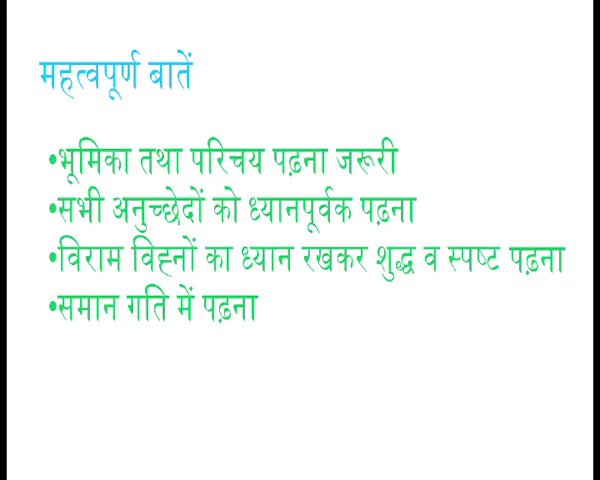 महत्वपूर्ण बातें
•भूमिका तथा परिचय पढ़ना जरूरी
•सभी अनुच्छेदों को ध्यानपूर्वक पढ़ना
•विराम विह्नों का ध्यान रखकर शुद्ध व स्पष्ट पढ़ना
•समान गति में पढ़ना